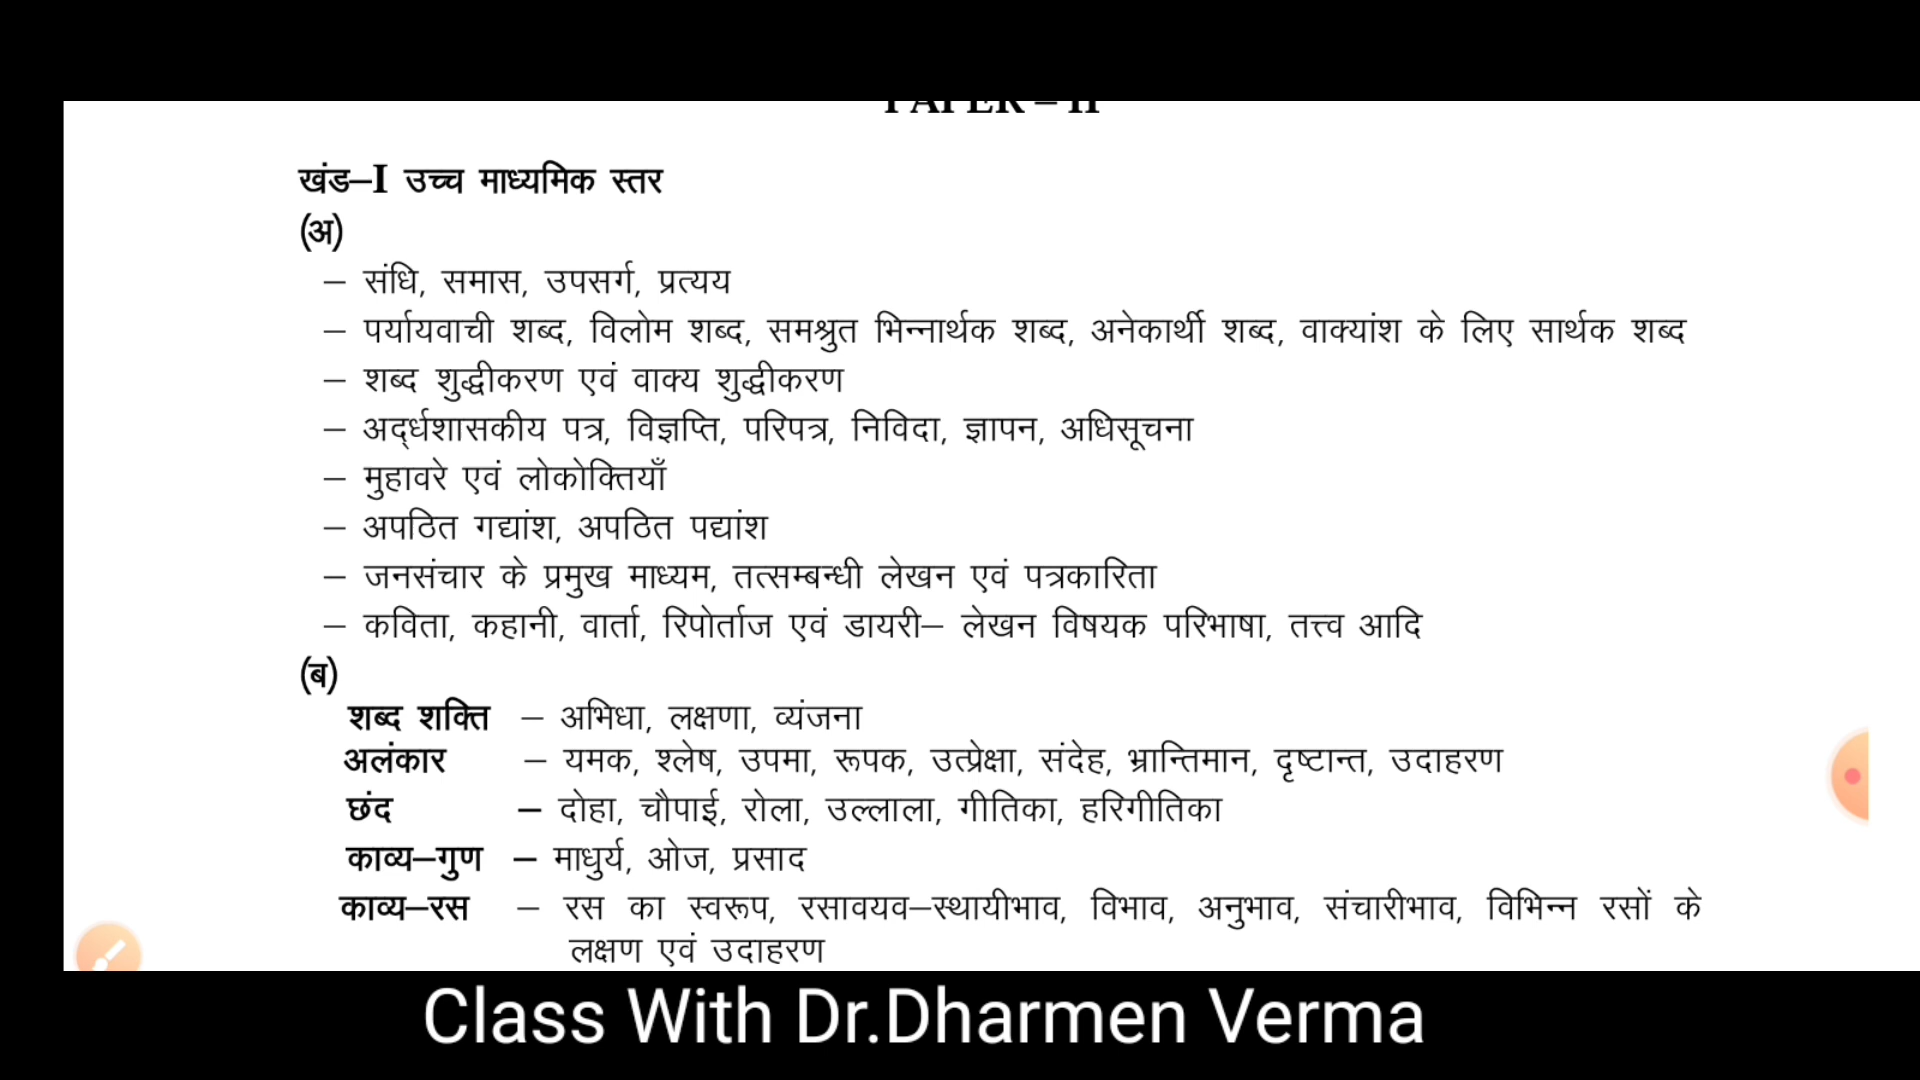 PAPER – II
खंड–I उच्च माध्यमिक स्तर
(अ)
– संधि, समास, उपसर्ग, प्रत्यय
– पर्यायवाची शब्द, विलोम शब्द, समश्रुत भिन्नार्थक शब्द, अनेकार्थी शब्द, वाक्यांश के लिए सार्थक शब्द
– शब्द शुद्धीकरण एवं वाक्य शुद्धीकरण
– अर्द्धशासकीय पत्र, विज्ञप्ति, परिपत्र, निविदा, ज्ञापन, अधिसूचना
– मुहावरे एवं लोकोक्तियाँ
– अपठित गद्यांश, अपठित पद्यांश
– जनसंचार के प्रमुख माध्यम, तत्सम्बन्धी लेखन एवं पत्रकारिता
– कविता, कहानी, वार्ता, रिपोर्ताज एवं डायरी– लेखन विषयक परिभाषा, तत्त्व आदि
(ब)
शब्द शक्ति – अभिधा, लक्षणा, व्यंजना
अलंकार – यमक, श्लेष, उपमा, रूपक, उत्प्रेक्षा, संदेह, भ्रान्तिमान, दृष्टान्त, उदाहरण
छंद – दोहा, चौपाई, रोला, उल्लाला, गीतिका, हरिगीतिका
काव्य–गुण – माधुर्य, ओज, प्रसाद
काव्य–रस – रस का स्वरूप, रसावयव–स्थायीभाव, विभाव, अनुभाव, संचारीभाव, विभिन्न रसों के
लक्षण एवं उदाहरण
Class With Dr.Dharmen Verma